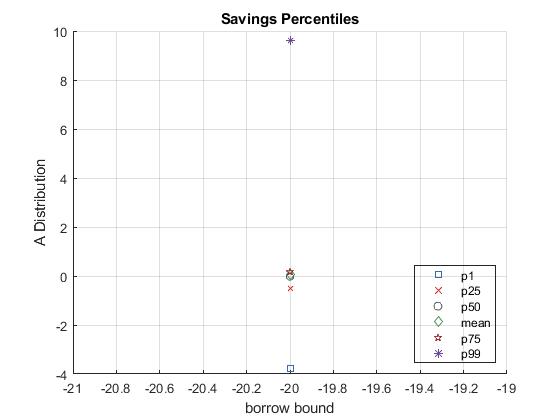 Savings Percentiles
10
8
6
4
2
0
-2
-4
A Distribution
p1
p25
p50
mean
p75
p99
-21 -20.8 -20.6 -20.4 -20.2 -20 -19.8 -19.6 -19.4 -19.2 -19
borrow bound